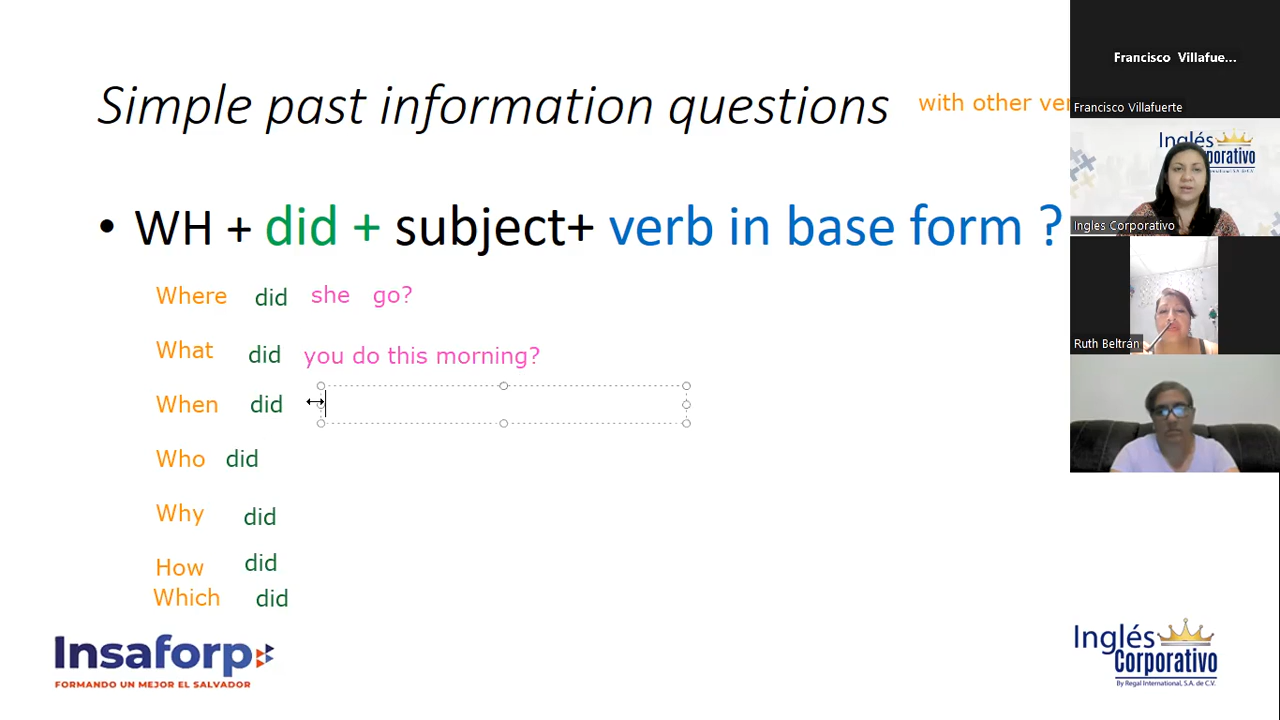 Francisco Villafue...
Simple past information questions
with other ver
Francisco Villafuerte
Inglés
Corporativo
Ingles Corporativo
• WH + did + subject+ verb in base form ?
Where did she go?
What did you do this morning?
Ruth Beltrán
When did
Who did
Why did
How did
Which did
Insaforp
FORMANDO UN MEJOR EL SALVADOR
Inglés
Corporativo
By Regal International, S.A. de C.V.